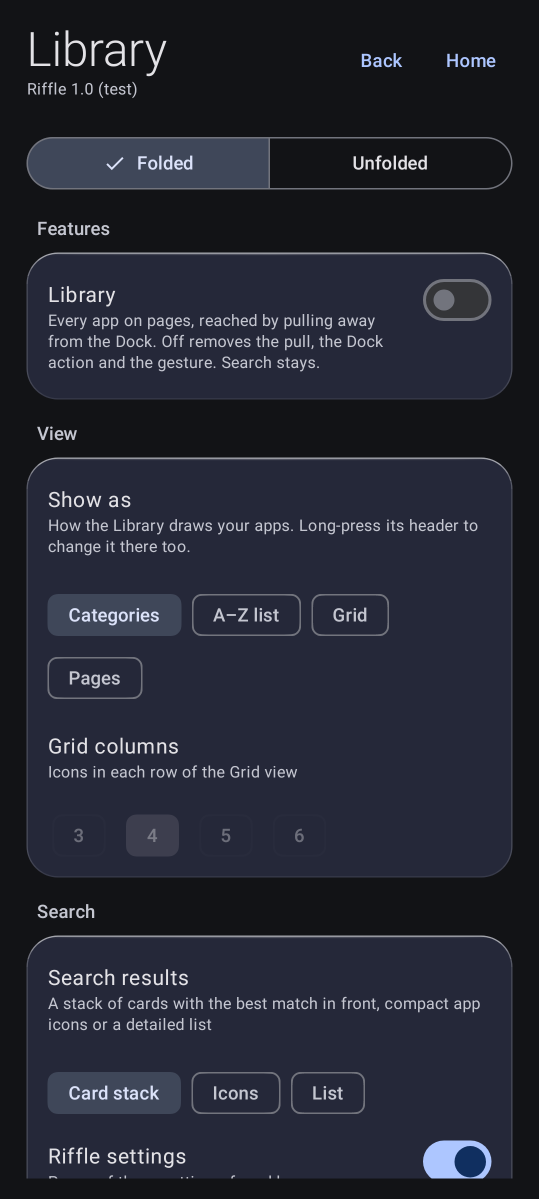 Library
Riffle 1.0 (test)
Back
Home
Folded
Unfolded
Features
Library
Every app on pages, reached by pulling away
from the Dock. Off removes the pull, the Dock
action and the gesture. Search stays.
View
Show as
How the Library draws your apps. Long-press its header to
change it there too.
Categories
A–Z list
Grid
Pages
Grid columns
Icons in each row of the Grid view
3
4
5
6
Search
Search results
A stack of cards with the best match in front, compact app
icons or a detailed list
Card stack
Icons
List
Riffle settings